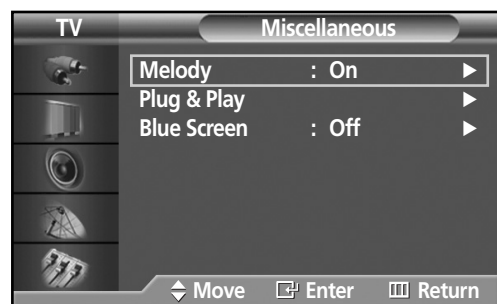 TV Miscellaneous
Melody : On
Plug & Play
Blue Screen : Off
Move Enter Return